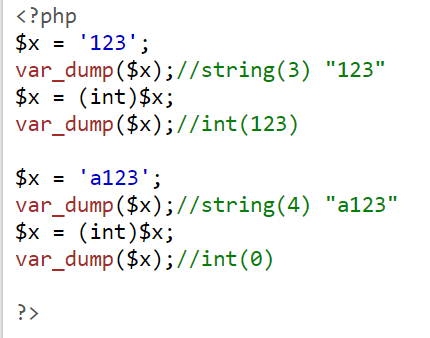 <?php
$x = '123';
var_dump($x);//string(3) "123"
$x = (int)$x;
var_dump($x);//int(123)
$x = 'a123';
var_dump($x);//string(4) "a123"
$x = (int)$x;
var_dump($x);//int(0)
?>